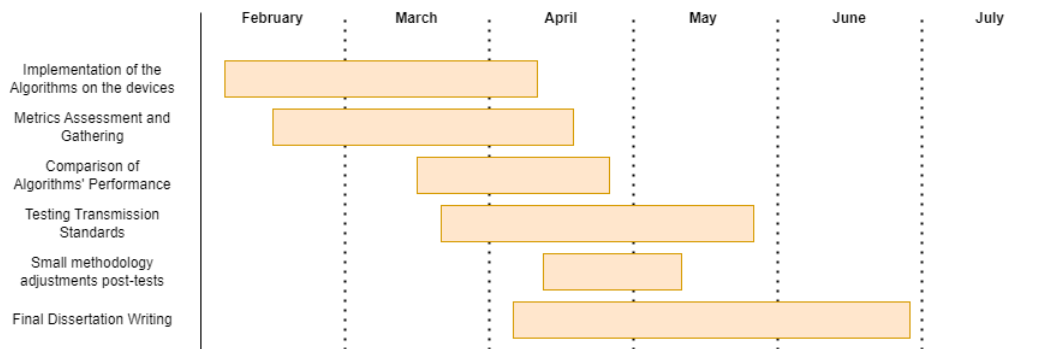 February March April May June July
Implementation of the
Algorithms on the devices
Metrics Assessment and
Gathering
Comparison of
Algorithms' Performance
Testing Transmission
Standards
Small methodology
adjustments post-tests
Final Dissertation Writing